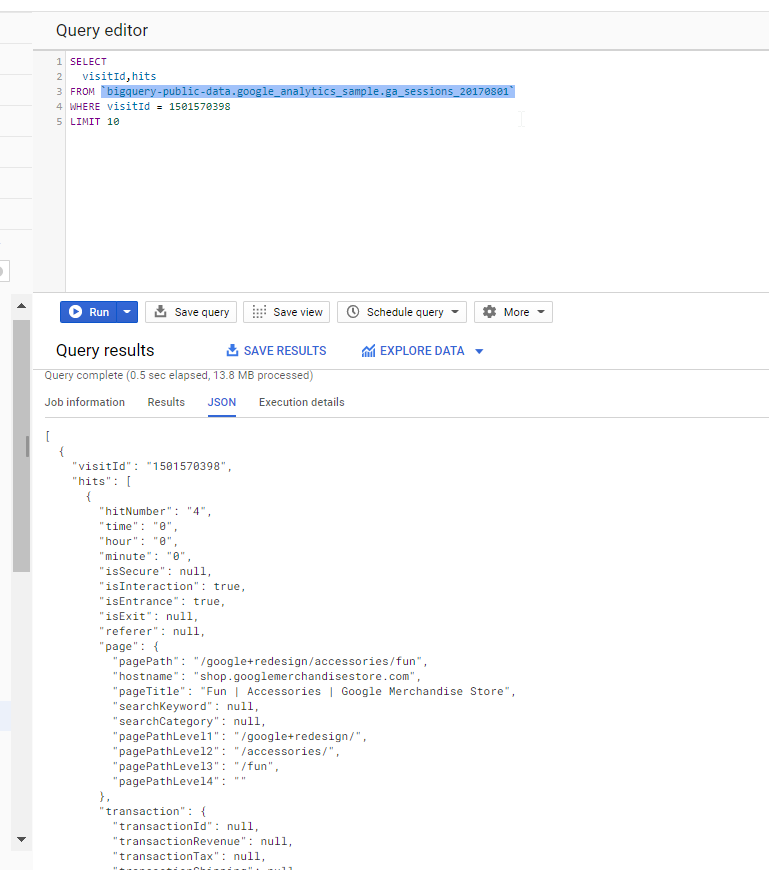 Query editor
1 SELECT
2 visitId,hits
3 FROM `bigquery-public-data.google_analytics_sample.ga_sessions_20170801`
4 WHERE visitId = 1501570398
5 LIMIT 10
Run Save query Save view Schedule query More
Query results SAVE RESULTS EXPLORE DATA
Query complete (0.5 sec elapsed, 13.8 MB processed)
Job information Results JSON Execution details
[
{
"visitId": "1501570398",
"hits": [
{
"hitNumber": "4",
"time": "0",
"hour": "0",
"minute": "0",
"isSecure": null,
"isInteraction": true,
"isEntrance": true,
"isExit": null,
"referer": null,
"page": {
"pagePath": "/google+redesign/accessories/fun",
"hostname": "shop.googlemerchandisestore.com",
"pageTitle": "Fun | Accessories | Google Merchandise Store",
"searchKeyword": null,
"searchCategory": null,
"pagePathLevel1": "/google+redesign/",
"pagePathLevel2": "/accessories/",
"pagePathLevel3": "/fun",
"pagePathLevel4": ""
},
"transaction": {
"transactionId": null,
"transactionRevenue": null,
"transactionTax": null,